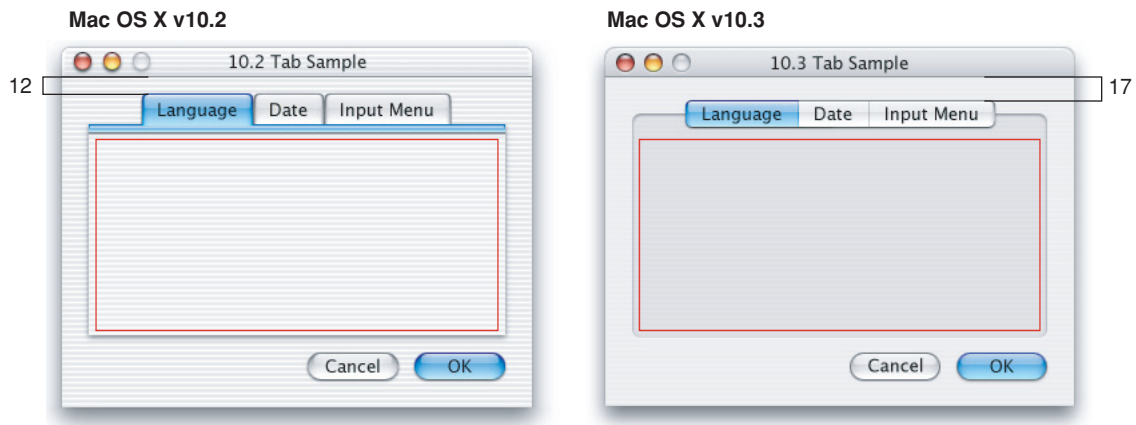 Mac OS X v10.2
10.2 Tab Sample
12
Language Date Input Menu
Cancel OK
Mac OS X v10.3
10.3 Tab Sample
17
Language Date Input Menu
Cancel OK